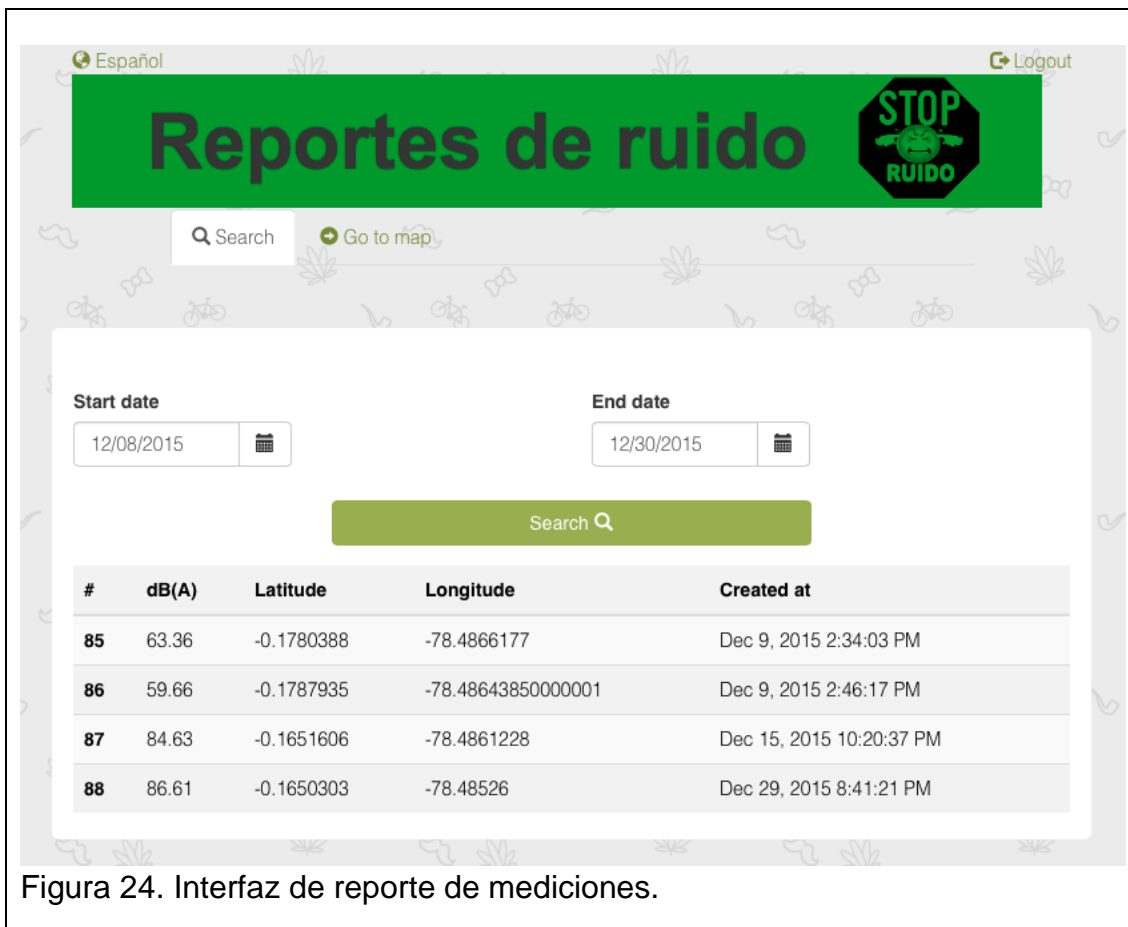 Español Logout
Reportes de ruido STOP RUIDO
Search Go to map
Start date End date
12/08/2015 12/30/2015
Search
# dB(A) Latitude Longitude Created at
85 63.36 -0.1780388 -78.4866177 Dec 9, 2015 2:34:03 PM
86 59.66 -0.1787935 -78.48643850000001 Dec 9, 2015 2:46:17 PM
87 84.63 -0.1651606 -78.4861228 Dec 15, 2015 10:20:37 PM
88 86.61 -0.1650303 -78.48526 Dec 29, 2015 8:41:21 PM
Figura 24. Interfaz de reporte de mediciones.